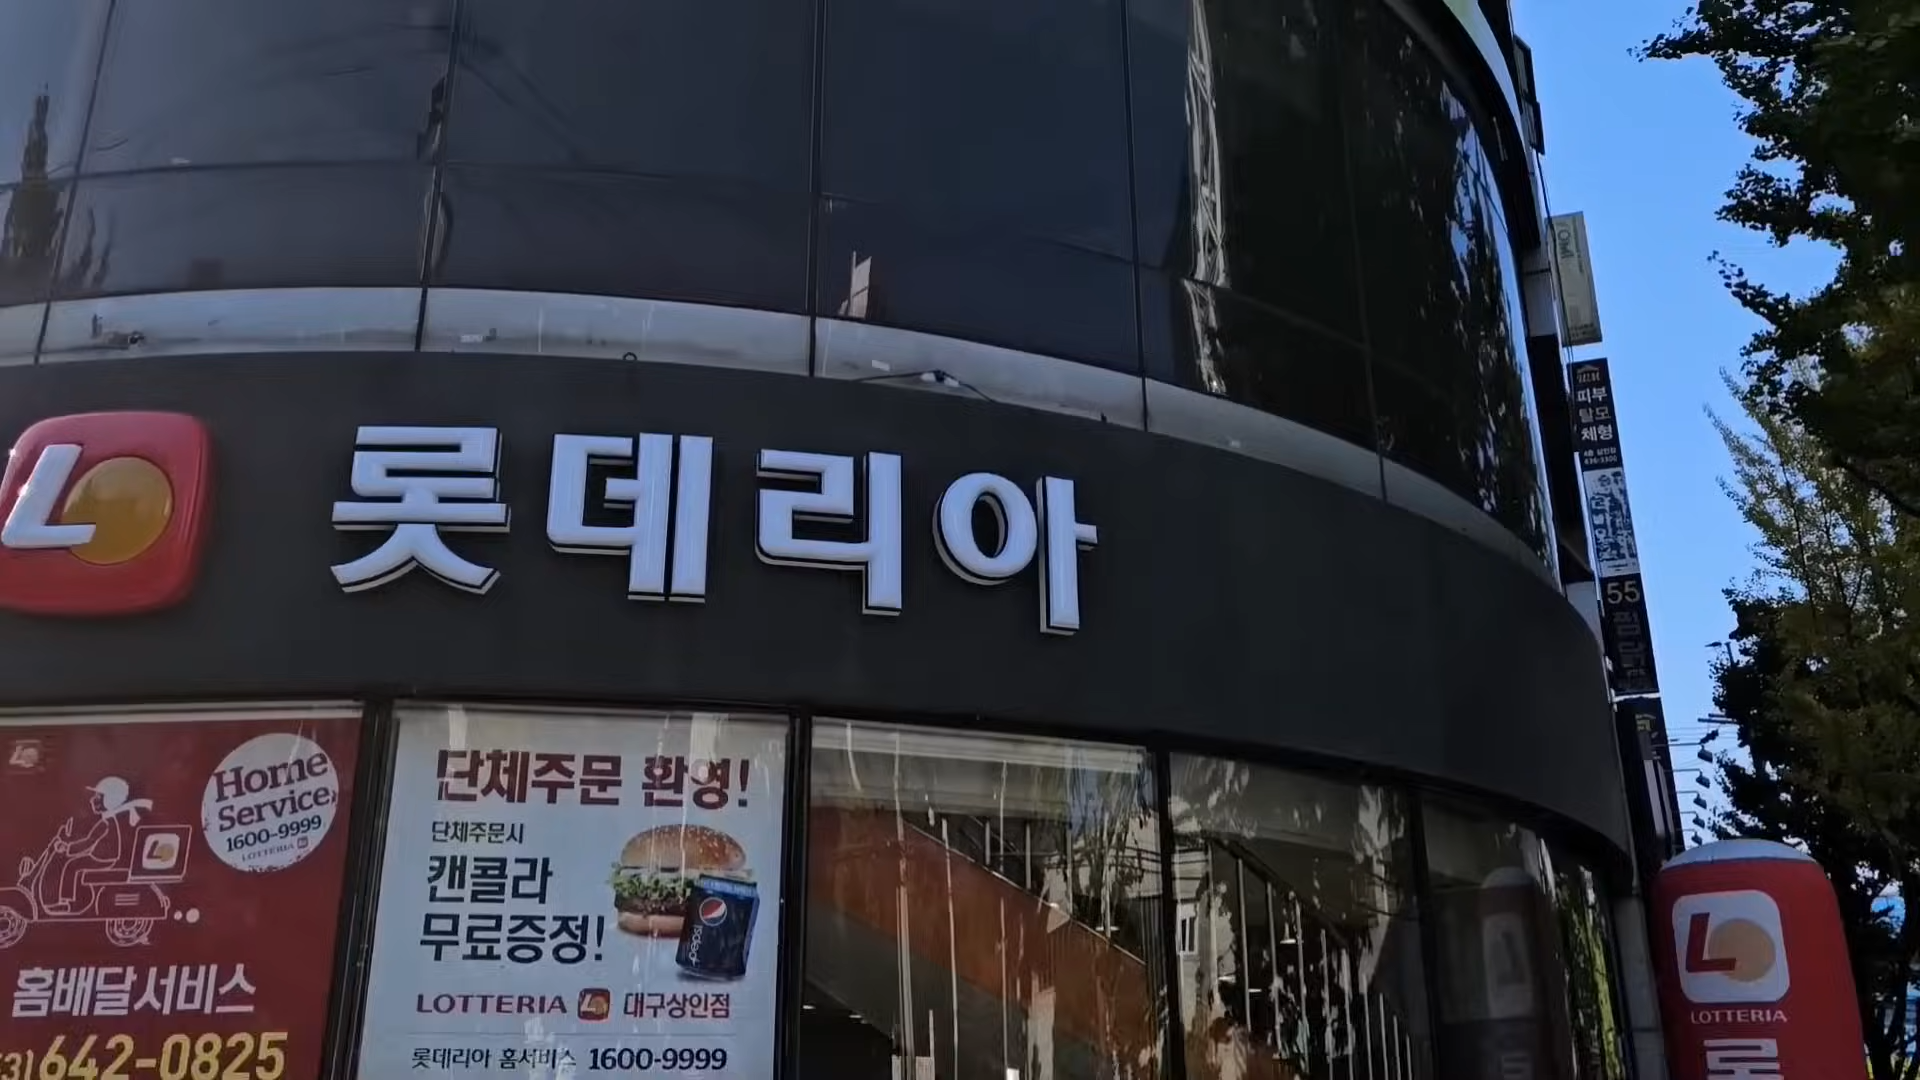 롯데리아
Home
Service
1600-9999
LOTTERIA
홈배달서비스
3)642-0825
단체주문 환영!
단체주문시
캔콜라
무료증정!
pepsi
LOTTERIA 대구상인점
롯데리아 홈서비스 1600-9999
피부
탈모
체형
55
LOTTERIA
롯